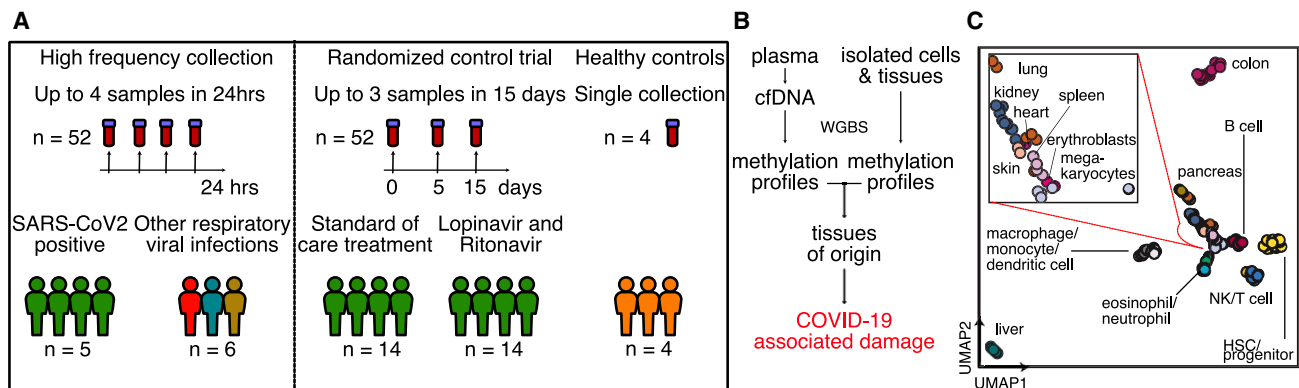 A
High frequency collection
Up to 4 samples in 24hrs
n = 52
24 hrs
SARS-CoV2
positive
n = 5
Other respiratory
viral infections
n = 6
Randomized control trial
Up to 3 samples in 15 days
n = 52
0 5 15 days
Standard of
care treatment
n = 14
Lopinavir and
Ritonavir
n = 14
Healthy controls
Single collection
n = 4
n = 4
B
plasma
cfDNA
isolated cells
& tissues
WGBS
methylation
profiles
methylation
profiles
tissues
of origin
COVID-19
associated damage
C
lung
kidney
heart
spleen
erythroblasts
mega-
karyocytes
skin
colon
B cell
pancreas
macrophage/
monocyte/
dendritic cell
eosinophil/
neutrophil
NK/T cell
HSC/
progenitor
liver
UMAP2
UMAP1